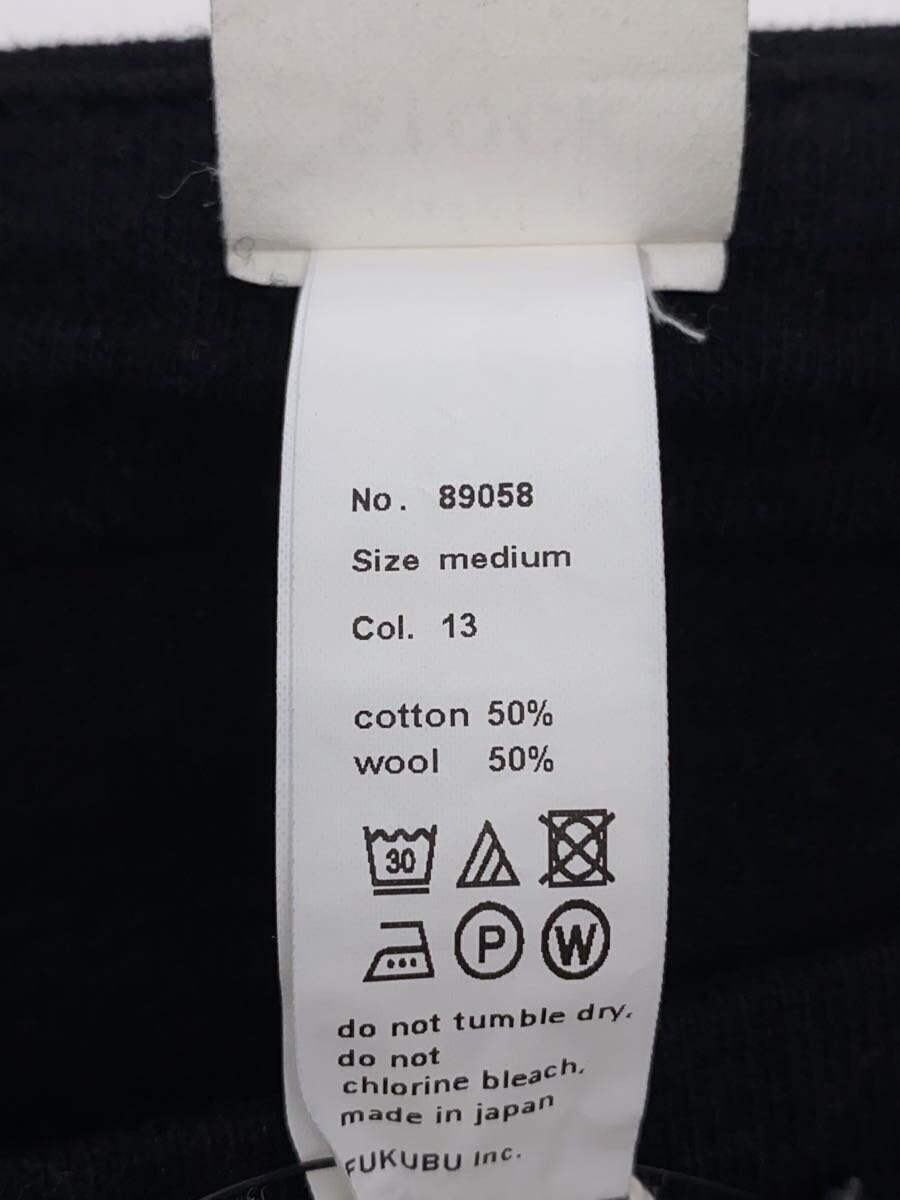 No. 89058
Size medium
Col. 13
cotton 50%
wool 50%
30
P W
do not tumble dry.
do not
chlorine bleach.
made in japan
FUKUBU Inc.